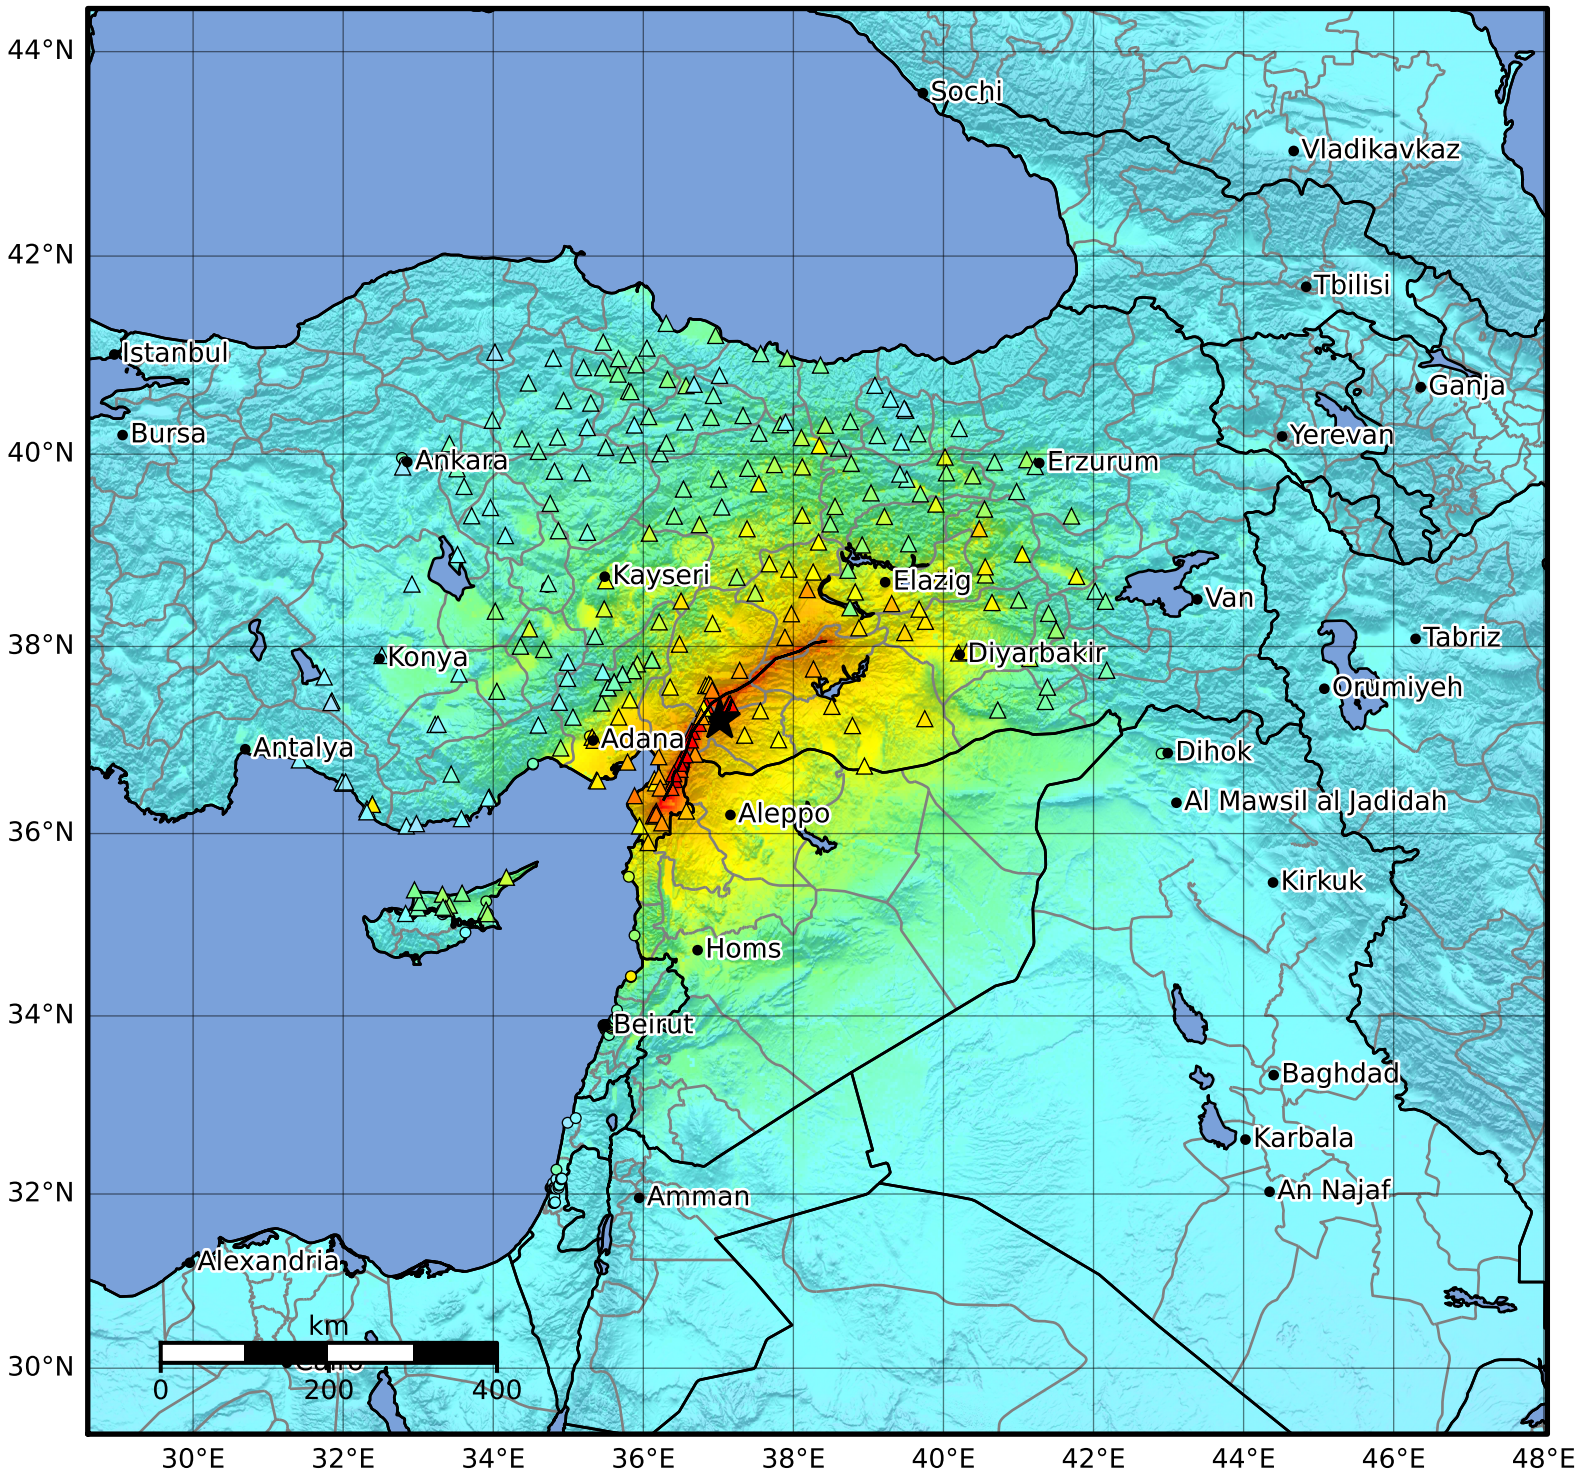 44°N
Sochi
Vladikavkaz
42°N
Tbilisi
Istanbul
Ganja
Bursa
Yerevan
40°N
Ankara
Erzurum
Kayseri
Elazig
Van
38°N
Tabriz
Konya
Diyarbakir
Orumiyeh
Antalya
Adana
Dihok
Al Mawsil al Jadidah
Aleppo
36°N
Kirkuk
Homs
34°N
Beirut
Baghdad
Karbala
32°N
Amman
An Najaf
Alexandria
km
Cairo
30°N
0 200 400
30°E 32°E 34°E 36°E 38°E 40°E 42°E 44°E 46°E 48°E